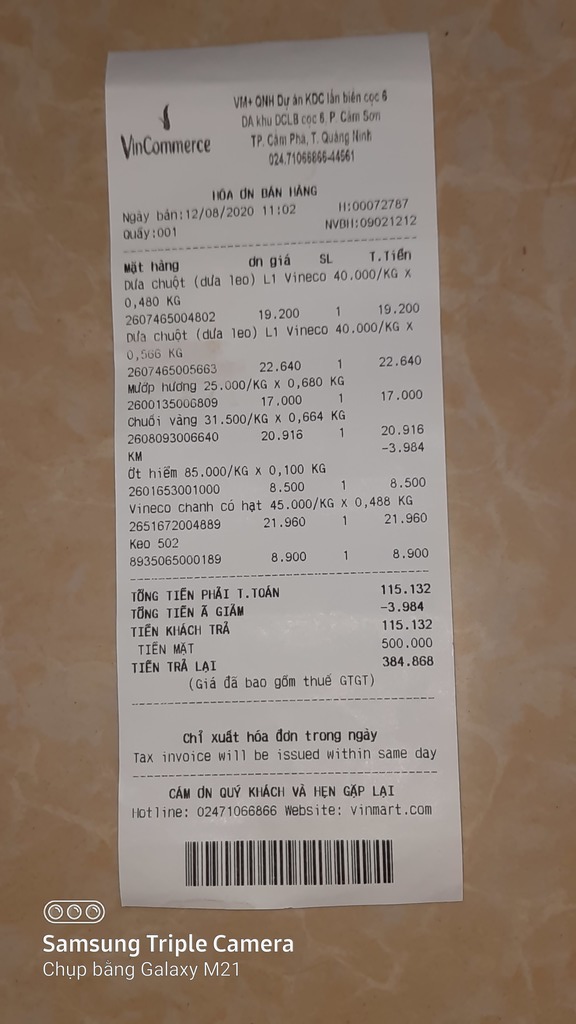 VinCommerce
VM+ QNH Dự án KDC lấn biển cọc 6
DA khu DCLB cọc 6, P. Cẩm Sơn
TP. Cẩm Phả, T. Quảng Ninh
024.71066866-44561
HÓA ƠN BÁN HÀNG
Ngày bán:12/08/2020 11:02 H:00072787
Quầy:001 NVBH:09021212
Mặt hàng ơn giá SL T.Tiền
Dưa chuột (dưa leo) L1 Vineco 40.000/KG X
0,480 KG
2607465004802 19.200 1 19.200
Dưa chuột (dưa leo) L1 Vineco 40.000/KG X
0,566 KG
2607465005663 22.640 1 22.640
Mướp hương 25.000/KG X 0,680 KG
2600135006809 17.000 1 17.000
Chuối vàng 31.500/KG X 0,664 KG
2608093006640 20.916 1 20.916
KM -3.984
Ớt hiểm 85.000/KG X 0,100 KG
2601653001000 8.500 1 8.500
Vineco chanh có hạt 45.000/KG X 0,488 KG
2651672004889 21.960 1 21.960
Keo 502
8935065000189 8.900 1 8.900
TỔNG TIỀN PHẢI T.TOÁN 115.132
TỔNG TIỀN Ã GIẢM -3.984
TIỀN KHÁCH TRẢ 115.132
TIỀN MẶT 500.000
TIỀN TRẢ LẠI 384.868
(Giá đã bao gồm thuế GTGT)
Chỉ xuất hóa đơn trong ngày
Tax invoice will be issued within same day
CẢM ƠN QUÝ KHÁCH VÀ HẸN GẶP LẠI
Hotline: 02471066866 Website: vinmart.com
Samsung Triple Camera
Chụp bằng Galaxy M21